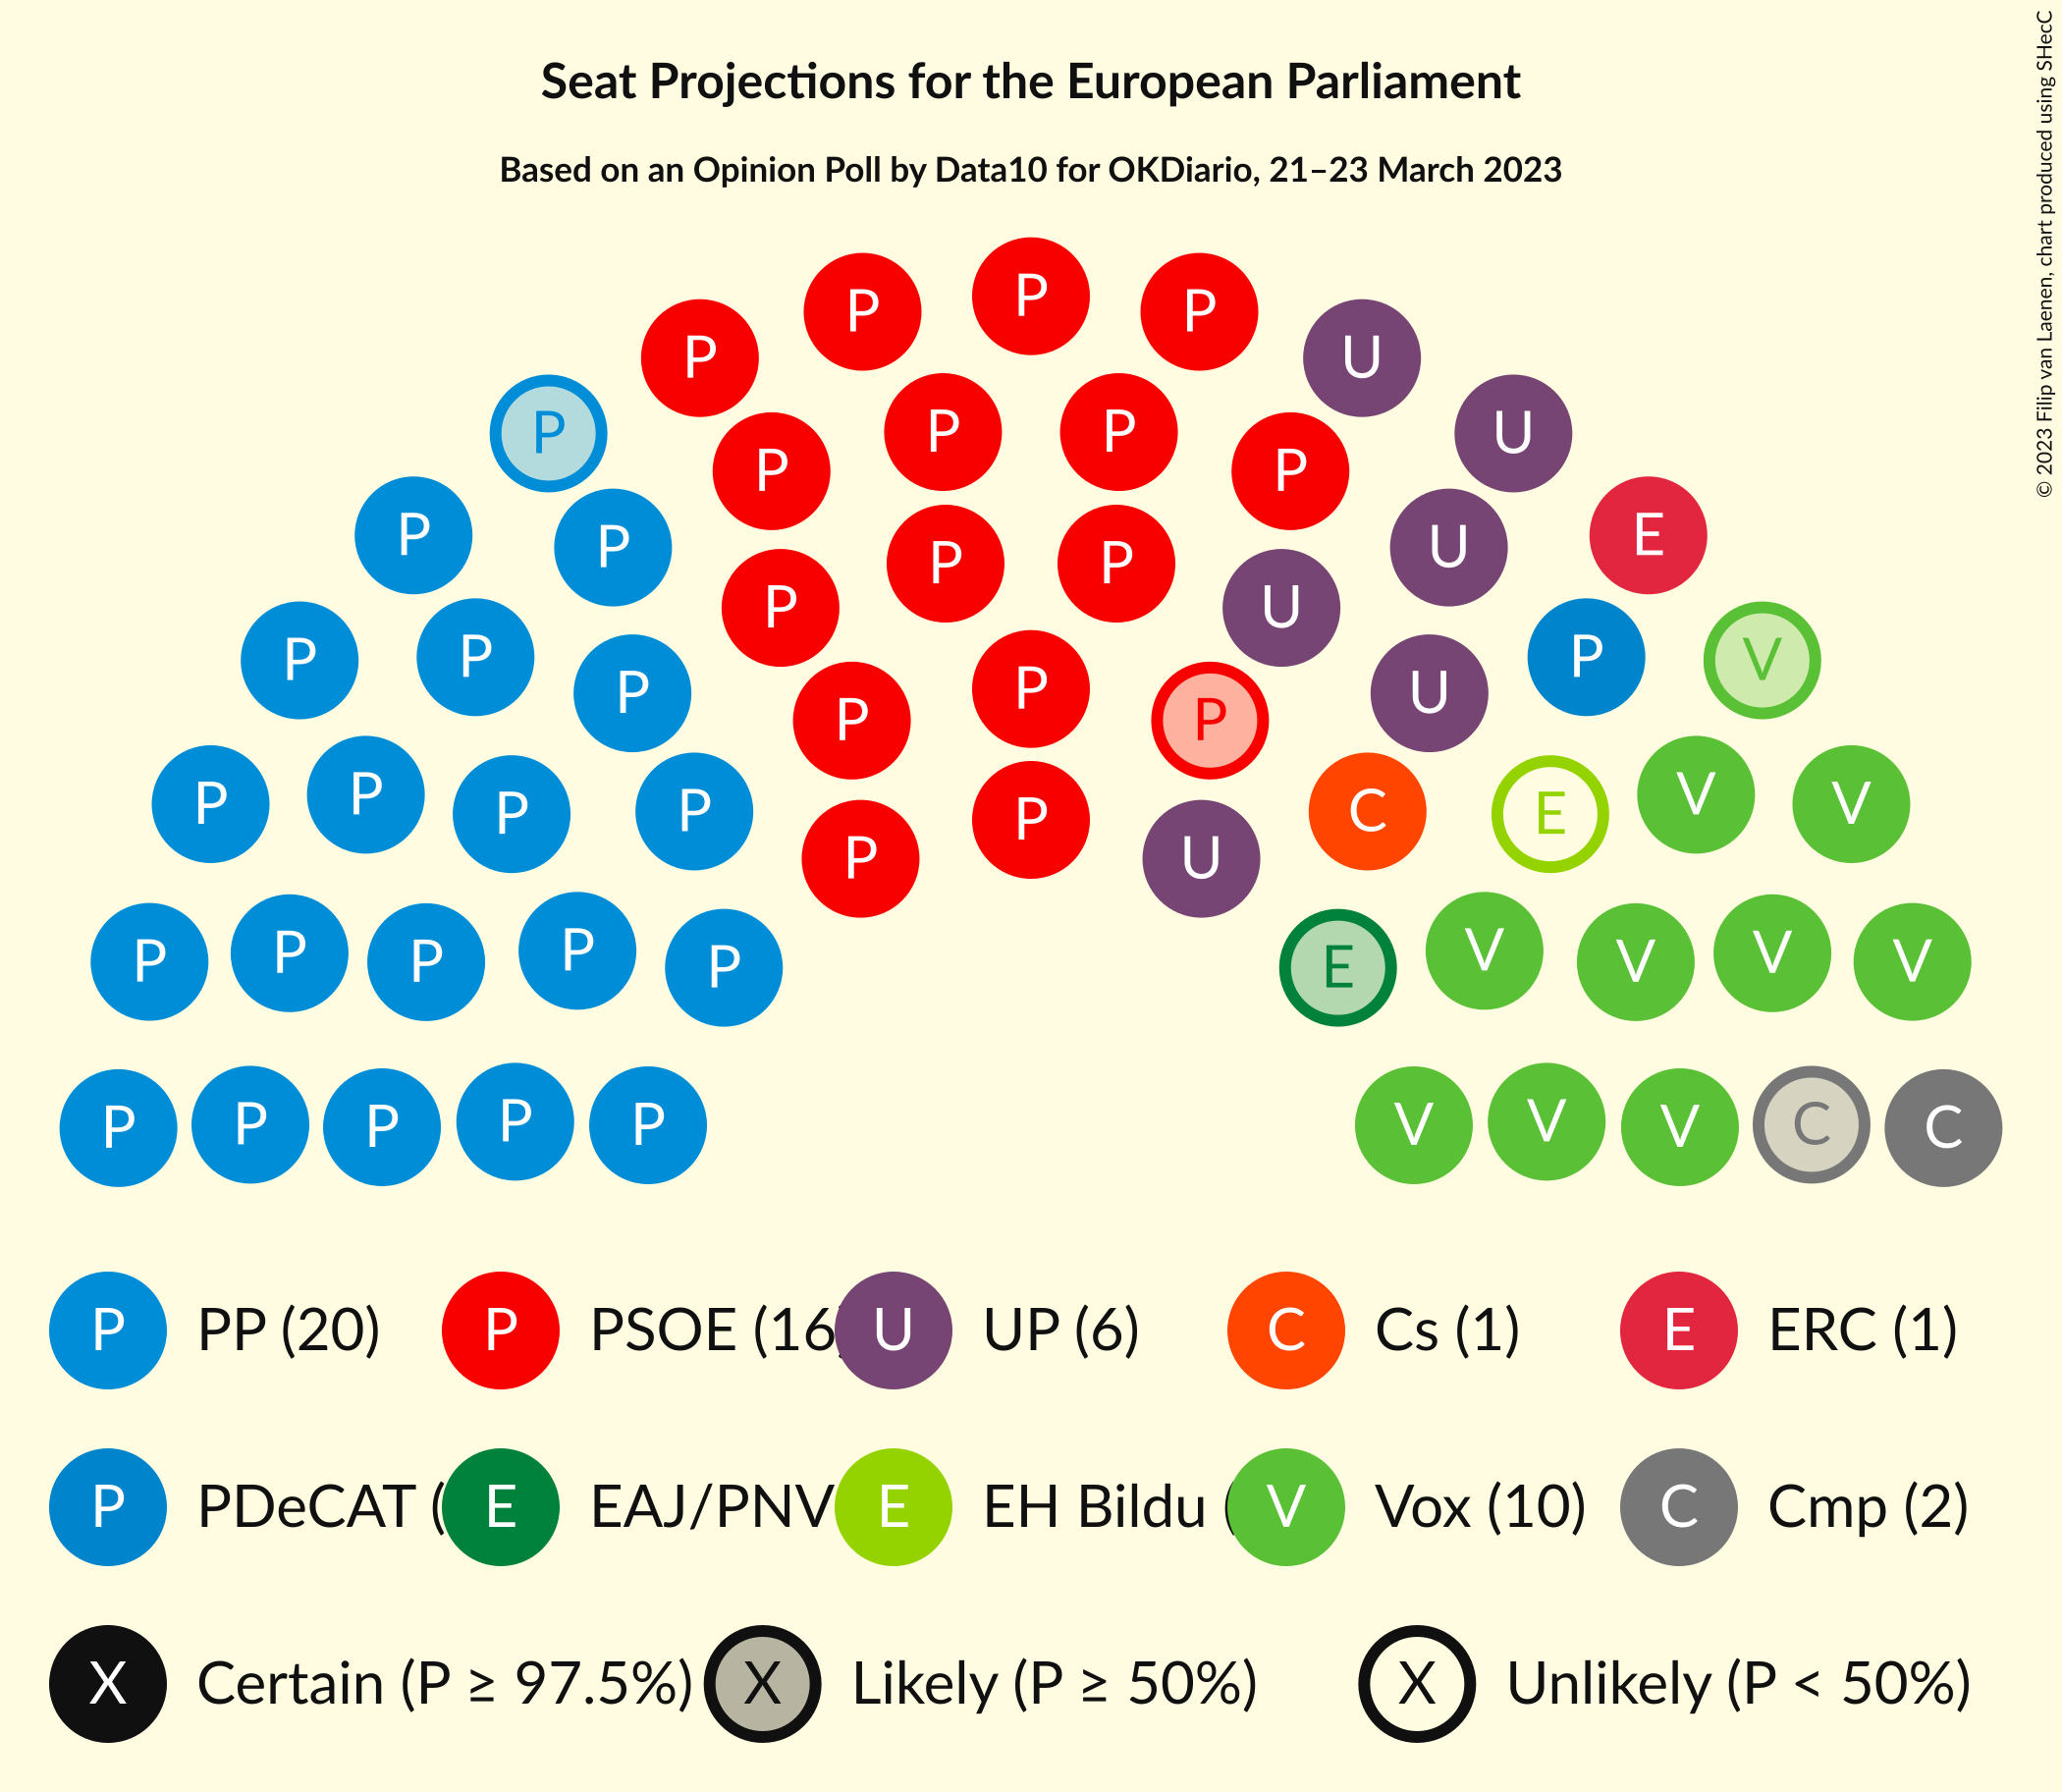 Seat Projections for the European Parliament
Based on an Opinion Poll by Data10 for OKDiario, 21–23 March 2023
© 2023 Filip van Laenen, chart produced using SHecC
P
P P
P U
P P P U
P P
P E
P U
P P
P U
P P P V
P P U
P P
P P P P P C E V V
P U
P P P P P E V V V V
P P P P P V V V C C
P PP (20) P PSOE (16 U UP (6) C Cs (1) E ERC (1)
P PDeCAT ( E EAJ/PNV E EH Bildu ( V Vox (10) C Cmp (2)
X Certain (P ≥ 97.5%) X Likely (P ≥ 50%) X Unlikely (P < 50%)